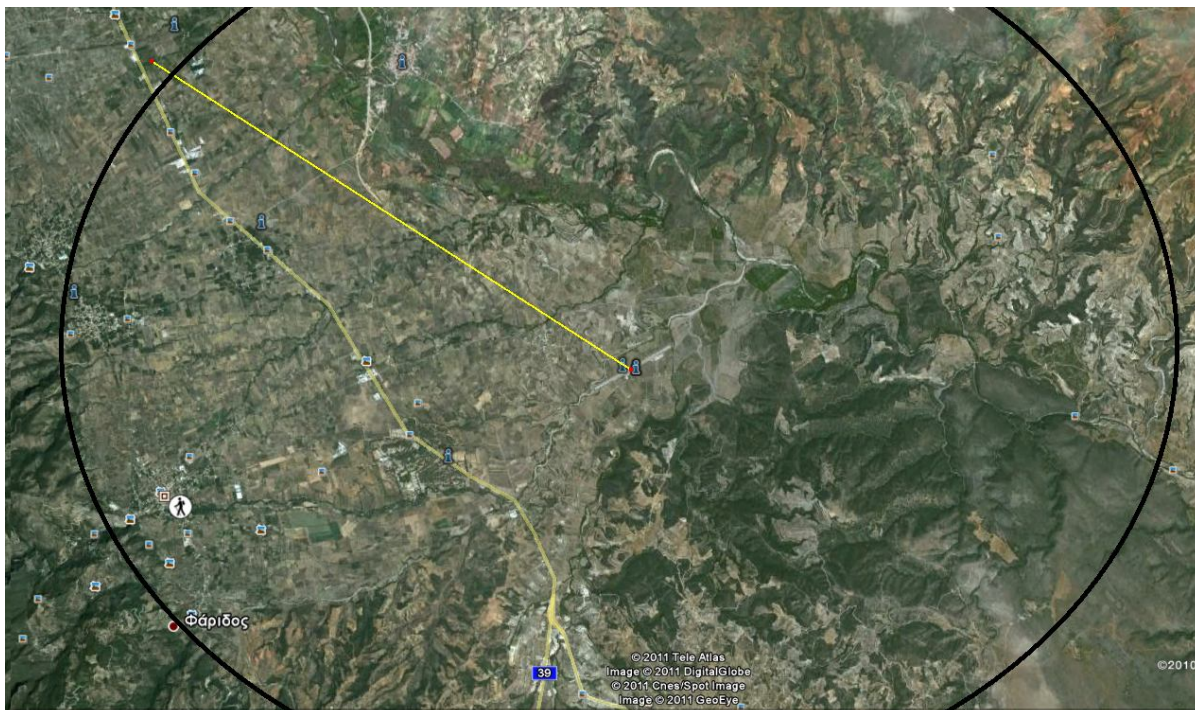 Φάριδος
39
© 2011 Tele Atlas
Image © 2011 DigitalGlobe
© 2011 Cnes/Spot Image
Image © 2011 GeoEye
©2010